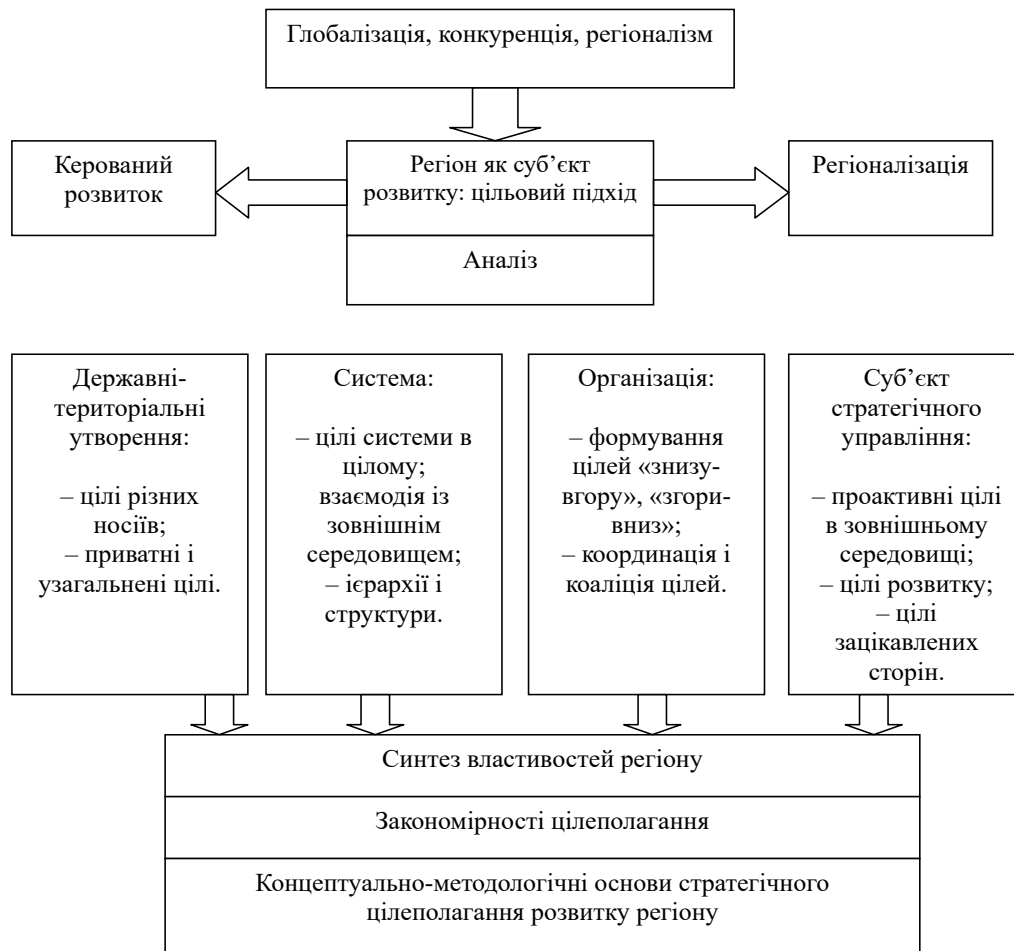 Глобалізація, конкуренція, регіоналізм
Керований
розвиток
Регіон як суб’єкт
розвитку: цільовий підхід
Регіоналізація
Аналіз
Державні-
територіальні
утворення:
– цілі різних
носіїв;
– приватні і
узагальнені цілі.
Система:
– цілі системи в
цілому;
взаємодія із
зовнішнім
середовищем;
– ієрархії і
структури.
Організація:
– формування
цілей «знизу-
вгору», «згори-
вниз»;
– координація і
коаліція цілей.
Суб’єкт
стратегічного
управління:
– проактивні цілі
в зовнішньому
середовищі;
– цілі розвитку;
– цілі
зацікавлених
сторін.
Синтез властивостей регіону
Закономірності цілеполагання
Концептуально-методологічні основи стратегічного
цілеполагання розвитку регіону